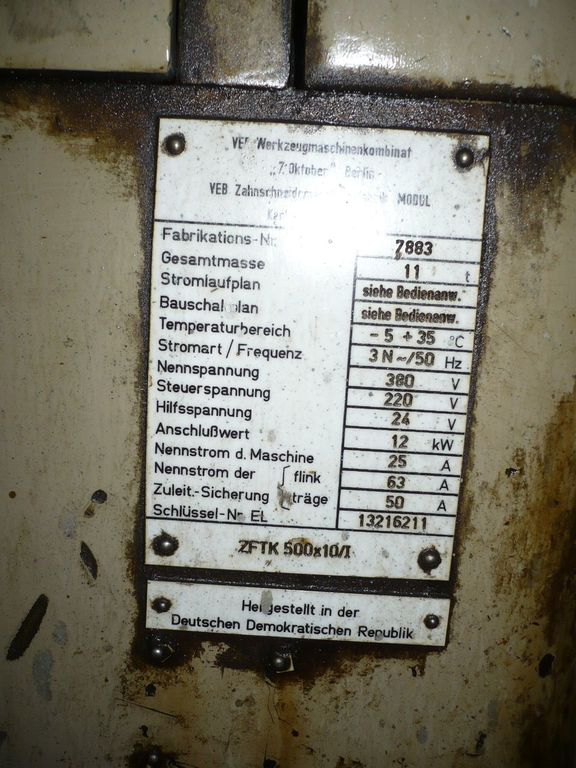 VEB Werkzeugmaschinenkombinat
„7. Oktober“ Berlin
VEB MODUL
Fabrikations-Nr. 7883
Gesamtmasse 11 t
Stromlaufplan siehe Bedienanw.
Bauschaltplan siehe Bedienanw.
Temperaturbereich - 5 + 35 °C
Stromart / Frequenz 3 N ~/50 Hz
Nennspannung 380 V
Steuerspannung 220 V
Hilfsspannung 24 V
Anschlußwert 12 kW
Nennstrom d. Maschine 25 A
Nennstrom der flink 63 A
Zuleit.-Sicherung träge 50 A
Schlüssel-Nr. EL 13216211
ZFTK 500x10/1
Hergestellt in der
Deutschen Demokratischen Republik